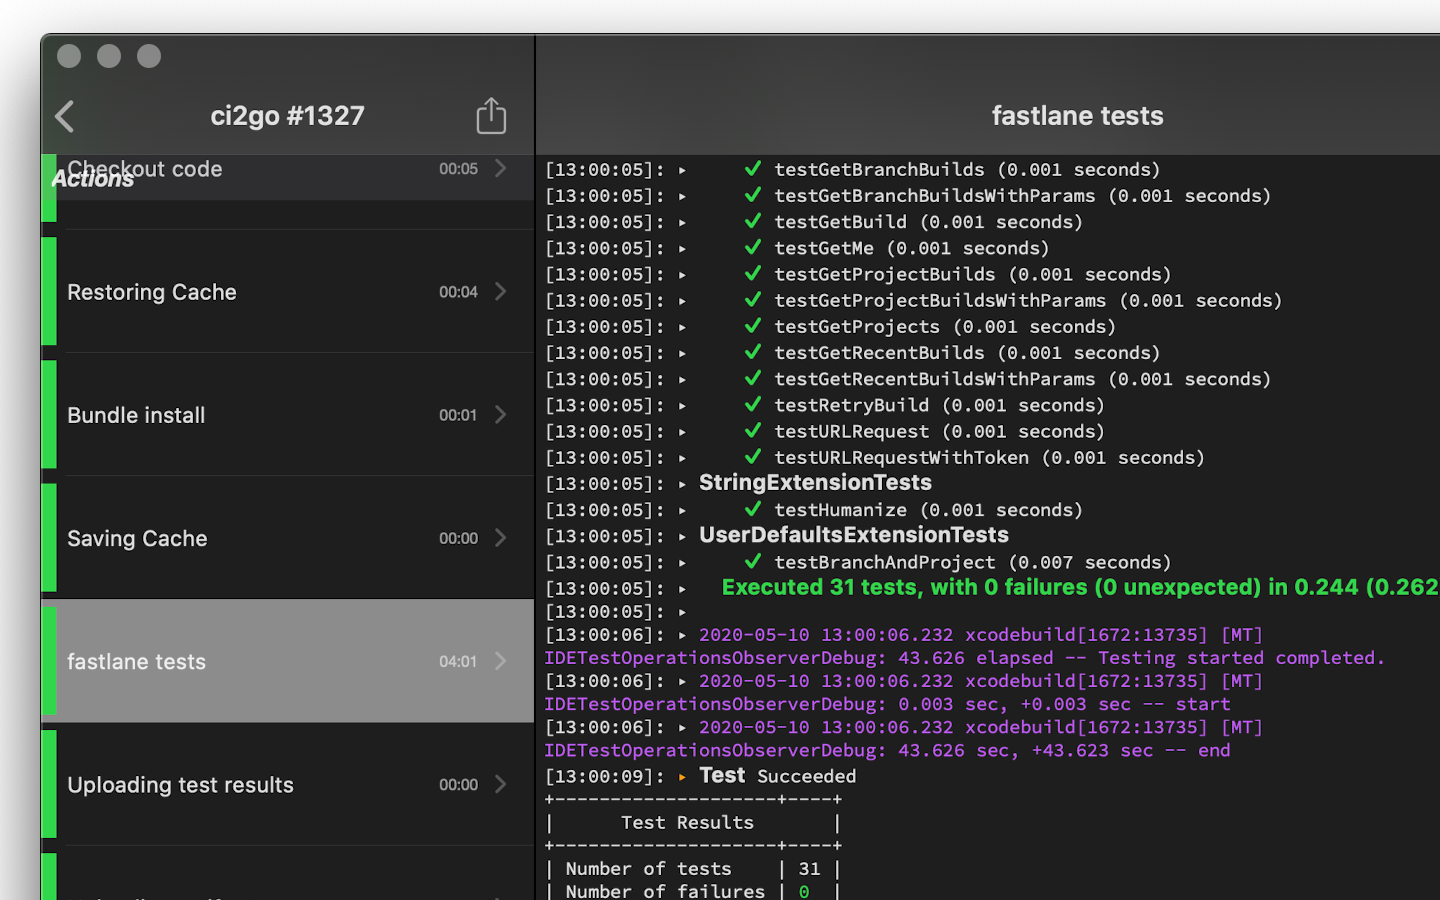 ci2go #1327
Checkout code 00:05
Actions
Restoring Cache 00:04
Bundle install 00:01
Saving Cache 00:00
fastlane tests 04:01
Uploading test results 00:00
fastlane tests
[13:00:05]: ▸ ✔ testGetBranchBuilds (0.001 seconds)
[13:00:05]: ▸ ✔ testGetBranchBuildsWithParams (0.001 seconds)
[13:00:05]: ▸ ✔ testGetBuild (0.001 seconds)
[13:00:05]: ▸ ✔ testGetMe (0.001 seconds)
[13:00:05]: ▸ ✔ testGetProjectBuilds (0.001 seconds)
[13:00:05]: ▸ ✔ testGetProjectBuildsWithParams (0.001 seconds)
[13:00:05]: ▸ ✔ testGetProjects (0.001 seconds)
[13:00:05]: ▸ ✔ testGetRecentBuilds (0.001 seconds)
[13:00:05]: ▸ ✔ testGetRecentBuildsWithParams (0.001 seconds)
[13:00:05]: ▸ ✔ testRetryBuild (0.001 seconds)
[13:00:05]: ▸ ✔ testURLRequest (0.001 seconds)
[13:00:05]: ▸ ✔ testURLRequestWithToken (0.001 seconds)
[13:00:05]: ▸ StringExtensionTests
[13:00:05]: ▸ ✔ testHumanize (0.001 seconds)
[13:00:05]: ▸ UserDefaultsExtensionTests
[13:00:05]: ▸ ✔ testBranchAndProject (0.007 seconds)
[13:00:05]: ▸ Executed 31 tests, with 0 failures (0 unexpected) in 0.244 (0.262
[13:00:05]: ▸
[13:00:06]: ▸ 2020-05-10 13:00:06.232 xcodebuild[1672:13735] [MT]
IDETestOperationsObserverDebug: 43.626 elapsed -- Testing started completed.
[13:00:06]: ▸ 2020-05-10 13:00:06.232 xcodebuild[1672:13735] [MT]
IDETestOperationsObserverDebug: 0.003 sec, +0.003 sec -- start
[13:00:06]: ▸ 2020-05-10 13:00:06.232 xcodebuild[1672:13735] [MT]
IDETestOperationsObserverDebug: 43.626 sec, +43.623 sec -- end
[13:00:09]: ▸ Test Succeeded
+--------------------+----+
| Test Results |
+--------------------+----+
| Number of tests | 31 |
| Number of failures | 0 |